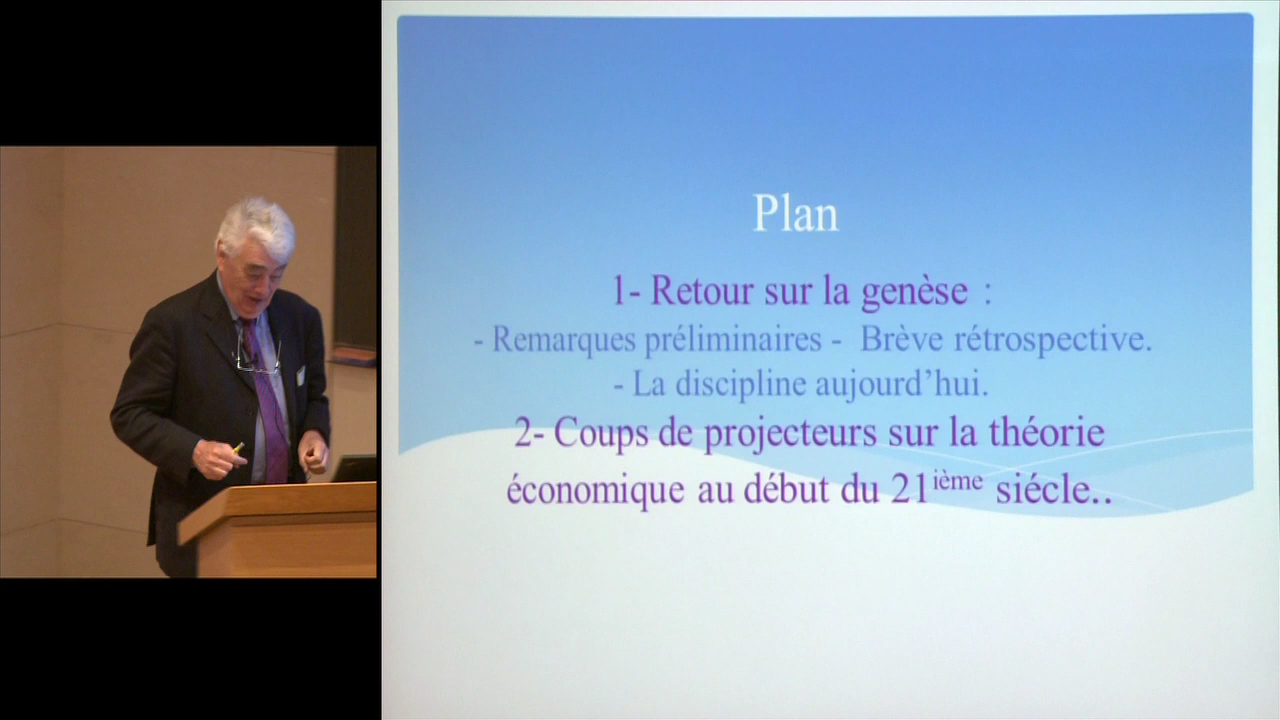 Plan
1- Retour sur la genèse :
- Remarques préliminaires - Brève rétrospective.
- La discipline aujourd’hui.
2- Coups de projecteurs sur la théorie
économique au début du 21ième siécle..